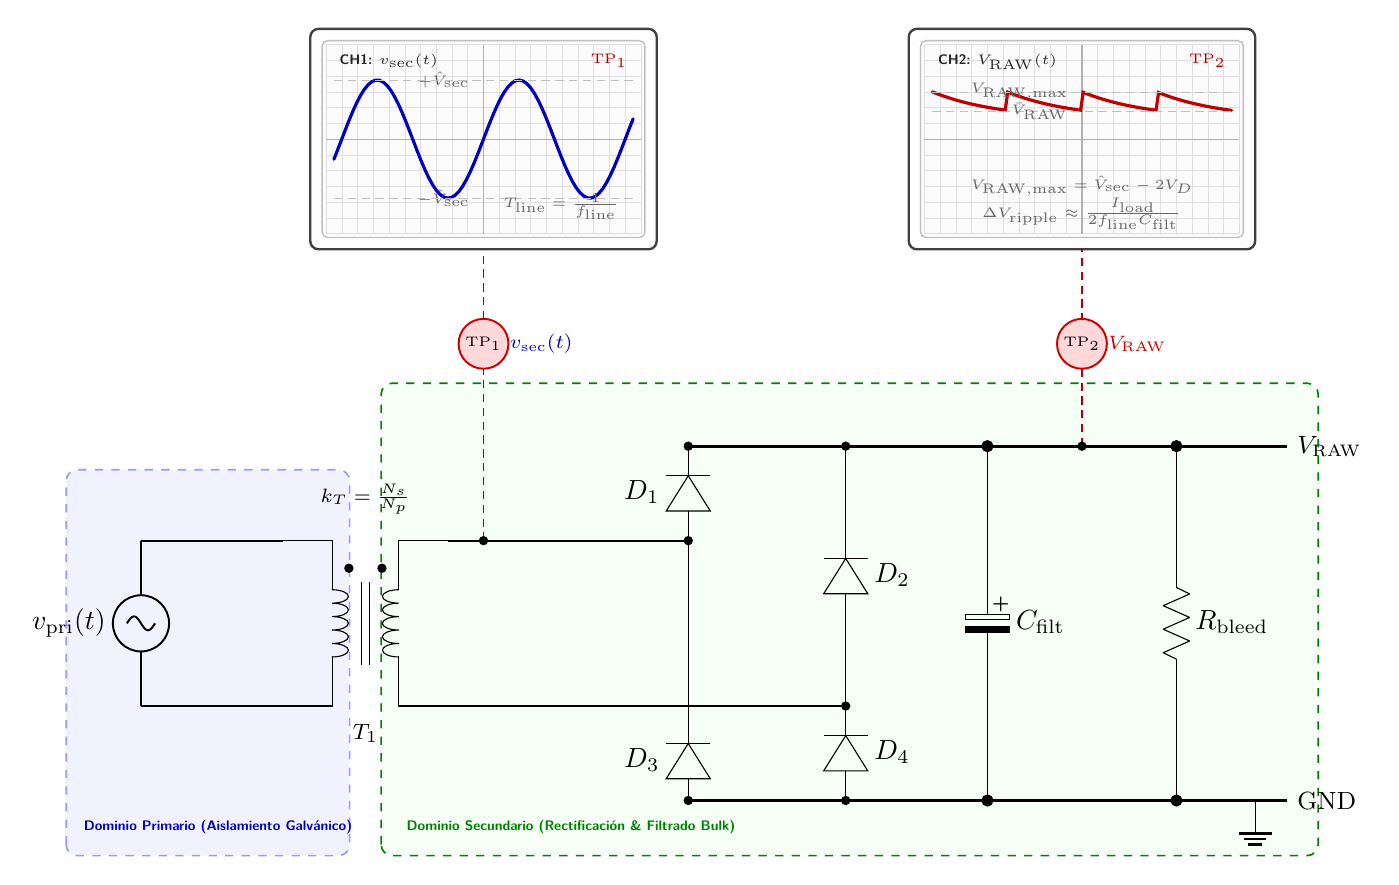 CH1: v_sec(t)
TP₁
+V̂_sec
−V̂_sec
T_line = 1/f_line
CH2: V_RAW(t)
TP₂
V_RAW,max
V̂_RAW
V_RAW,max = V̂_sec − 2V_D
ΔV_ripple ≈ I_load/(2f_line C_filt)
TP₁ v_sec(t)
TP₂ V_RAW
V_RAW
k_T = N_s/N_p
D₁
D₂
v_pri(t)
+
C_filt
R_bleed
T₁
D₃
D₄
GND
Dominio Primario (Aislamiento Galvánico)
Dominio Secundario (Rectificación & Filtrado Bulk)